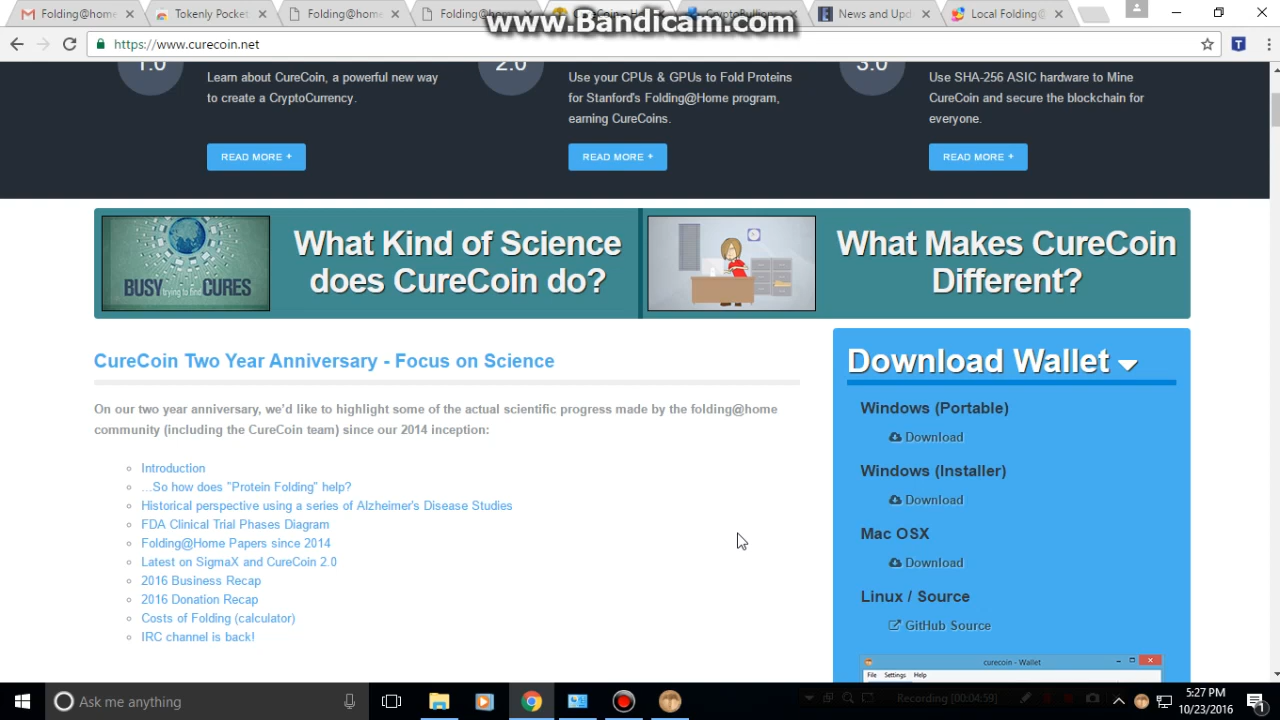 Folding@home
Tokenly Pocket
Folding@home
Folding@hom
News and Upd
Local Folding@
www.Bandicam.com
https://www.curecoin.net
1.0
2.0
3.0
Learn about CureCoin, a powerful new way
to create a CryptoCurrency.
READ MORE +
Use your CPUs & GPUs to Fold Proteins
for Stanford's Folding@Home program,
earning CureCoins.
READ MORE +
Use SHA-256 ASIC hardware to Mine
CureCoin and secure the blockchain for
everyone.
READ MORE +
BUSY trying to find CURES
What Kind of Science
does CureCoin do?
What Makes CureCoin
Different?
CureCoin Two Year Anniversary - Focus on Science
On our two year anniversary, we'd like to highlight some of the actual scientific progress made by the folding@home
community (including the CureCoin team) since our 2014 inception:
Introduction
...So how does "Protein Folding" help?
Historical perspective using a series of Alzheimer's Disease Studies
FDA Clinical Trial Phases Diagram
Folding@Home Papers since 2014
Latest on SigmaX and CureCoin 2.0
2016 Business Recap
2016 Donation Recap
Costs of Folding (calculator)
IRC channel is back!
Download Wallet
Windows (Portable)
Download
Windows (Installer)
Download
Mac OSX
Download
Linux / Source
GitHub Source
curecoin - Wallet
File Settings Help
Ask me anything
Recording [00:04:59]
5:27 PM
10/23/2016
1